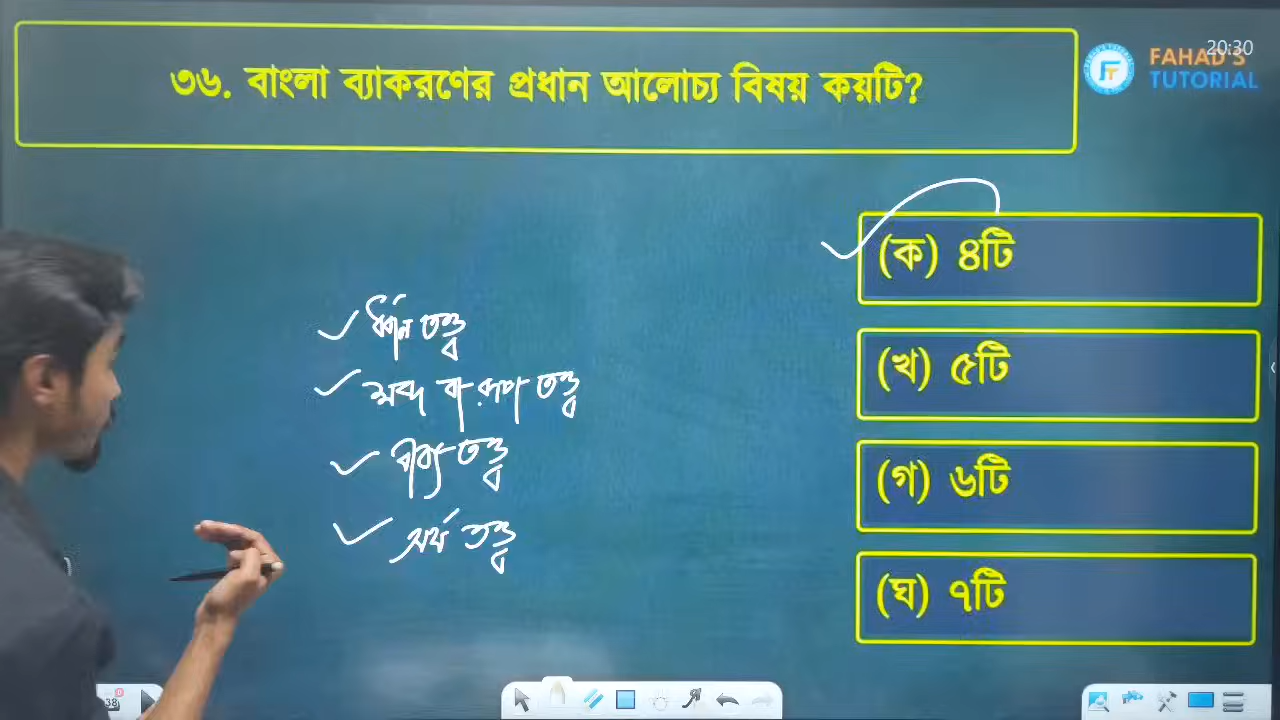 ৩৬. বাংলা ব্যাকরণের প্রধান আলোচ্য বিষয় কয়টি?
20:30
FAHAD'S
TUTORIAL
(ক) ৪টি
(খ) ৫টি
(গ) ৬টি
(ঘ) ৭টি
ধ্বনি তত্ত্ব
শব্দ বা রূপ তত্ত্ব
বাক্য তত্ত্ব
অর্থ তত্ত্ব
38